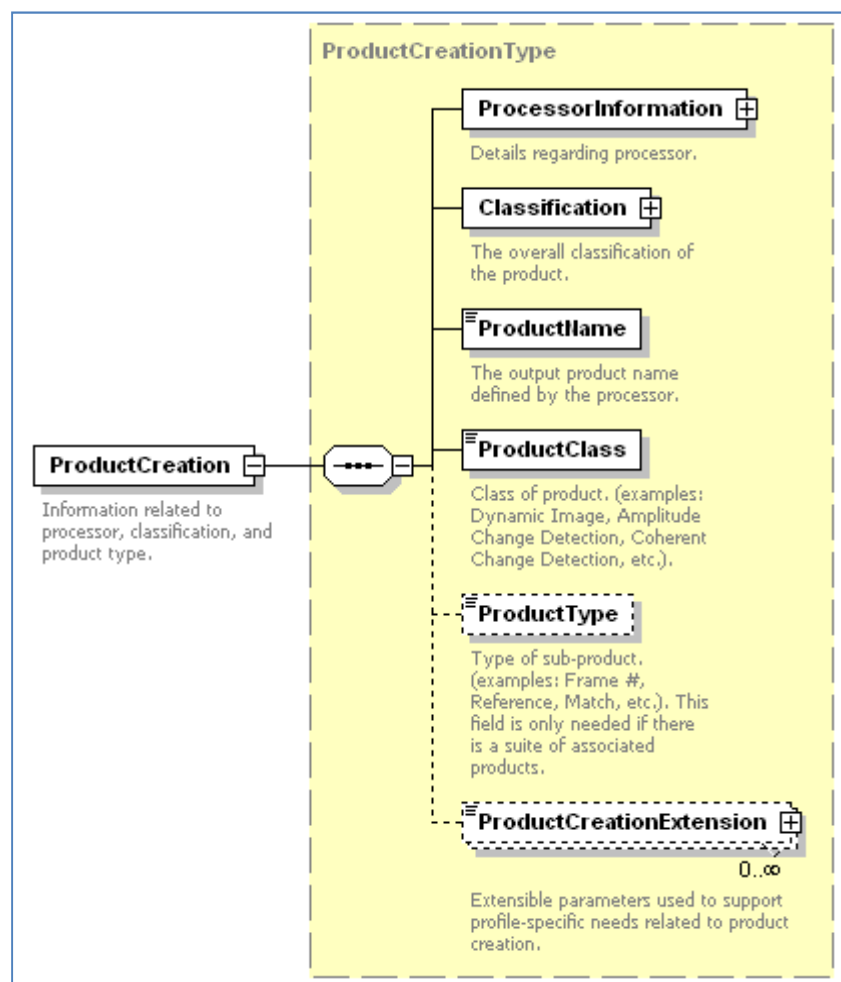 ProductCreationType
ProcessorInformation
Details regarding processor.
Classification
The overall classification of
the product.
ProductName
The output product name
defined by the processor.
ProductCreation
Information related to
processor, classification, and
product type.
ProductClass
Class of product. (examples:
Dynamic Image, Amplitude
Change Detection, Coherent
Change Detection, etc.).
ProductType
Type of sub-product.
(examples: Frame #,
Reference, Match, etc.). This
field is only needed if there
is a suite of associated
products.
ProductCreationExtension
0..∞
Extensible parameters used to support
profile-specific needs related to product
creation.